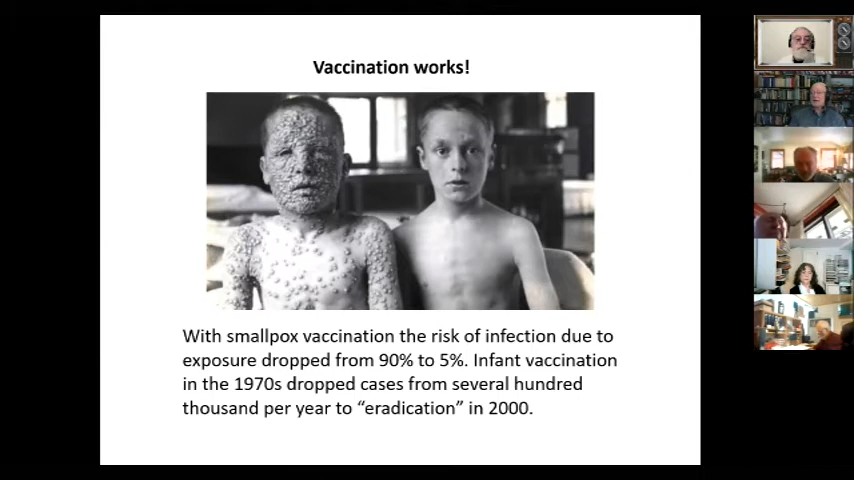 Vaccination works!
With smallpox vaccination the risk of infection due to
exposure dropped from 90% to 5%. Infant vaccination
in the 1970s dropped cases from several hundred
thousand per year to “eradication” in 2000.